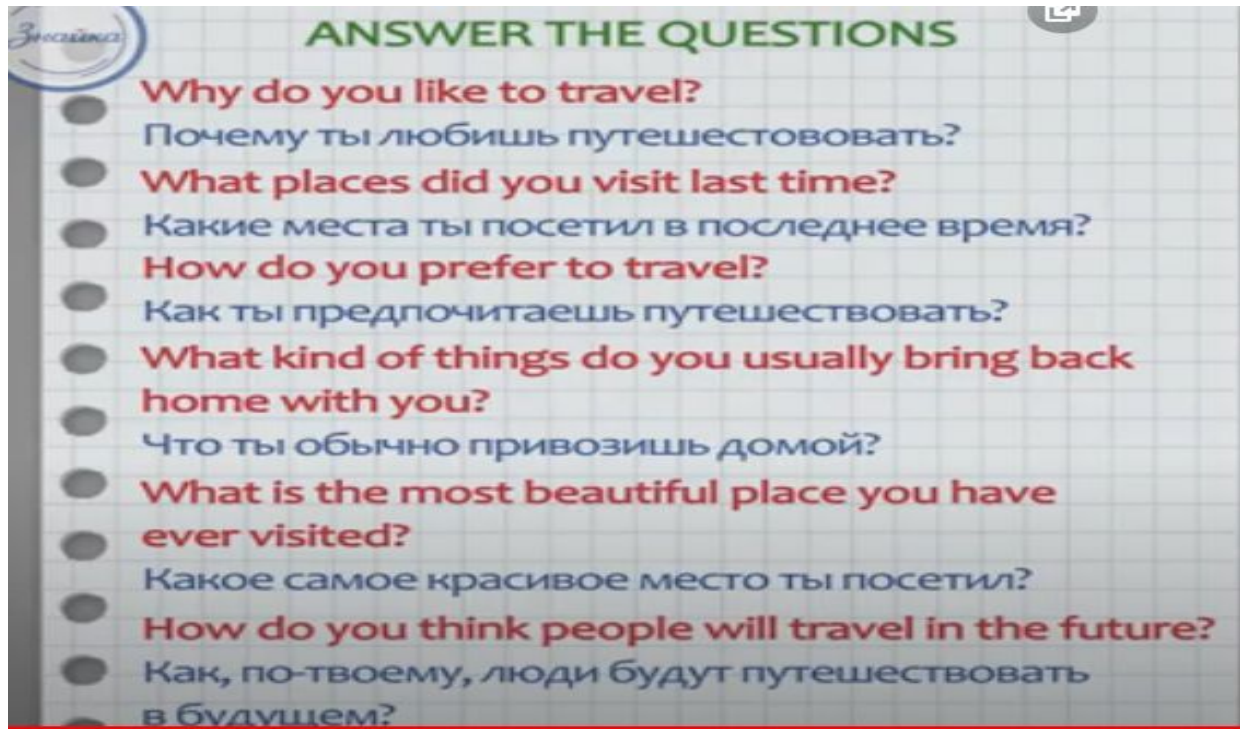 Знайка
ANSWER THE QUESTIONS
Why do you like to travel?
Почему ты любишь путешестововать?
What places did you visit last time?
Какие места ты посетил в последнее время?
How do you prefer to travel?
Как ты предпочитаешь путешествовать?
What kind of things do you usually bring back
home with you?
Что ты обычно привозишь домой?
What is the most beautiful place you have
ever visited?
Какое самое красивое место ты посетил?
How do you think people will travel in the future?
Как, по-твоему, люди будут путешествовать
в будущем?